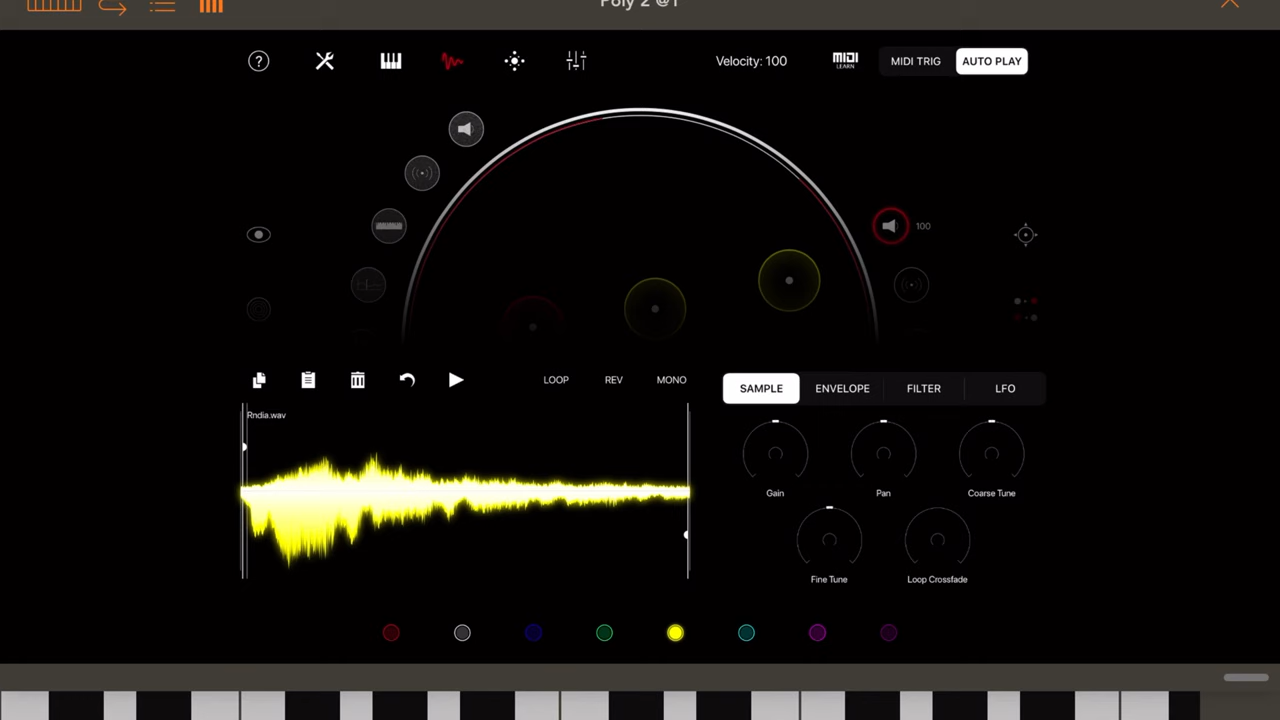 Poly 2 @1
?
Velocity: 100
MIDI
LEARN
MIDI TRIG
AUTO PLAY
100
LOOP
REV
MONO
SAMPLE
ENVELOPE
FILTER
LFO
Rndia.wav
Gain
Pan
Coarse Tune
Fine Tune
Loop Crossfade